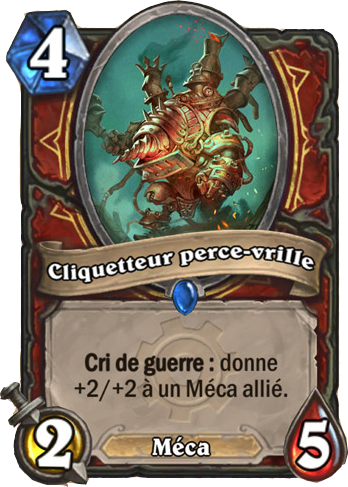 4
Cliquetteur perce-vrille
Cri de guerre : donne
+2/+2 à un Méca allié.
2
Méca
5